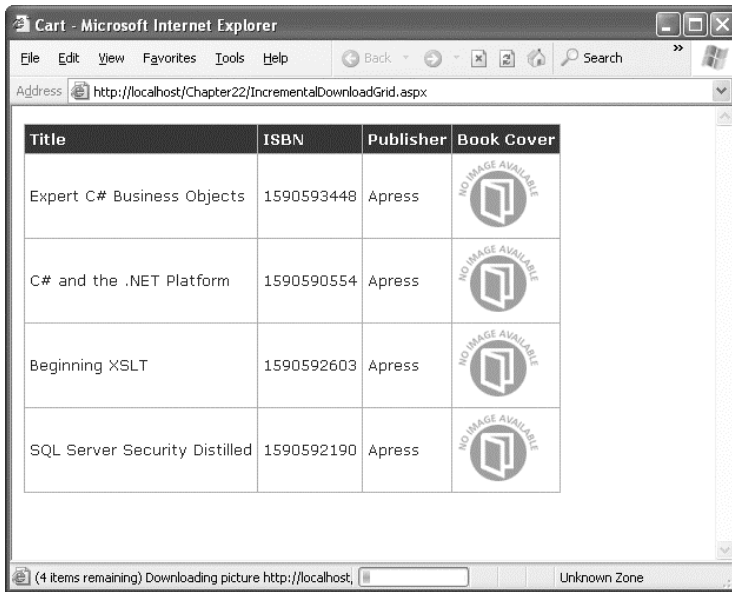 Cart - Microsoft Internet Explorer
File Edit View Favorites Tools Help Back Search »
Address http://localhost/Chapter22/IncrementalDownloadGrid.aspx
Title ISBN Publisher Book Cover
Expert C# Business Objects 1590593448 Apress NO IMAGE AVAILABLE
C# and the .NET Platform 1590590554 Apress NO IMAGE AVAILABLE
Beginning XSLT 1590592603 Apress NO IMAGE AVAILABLE
SQL Server Security Distilled 1590592190 Apress NO IMAGE AVAILABLE
(4 items remaining) Downloading picture http://localhost, Unknown Zone